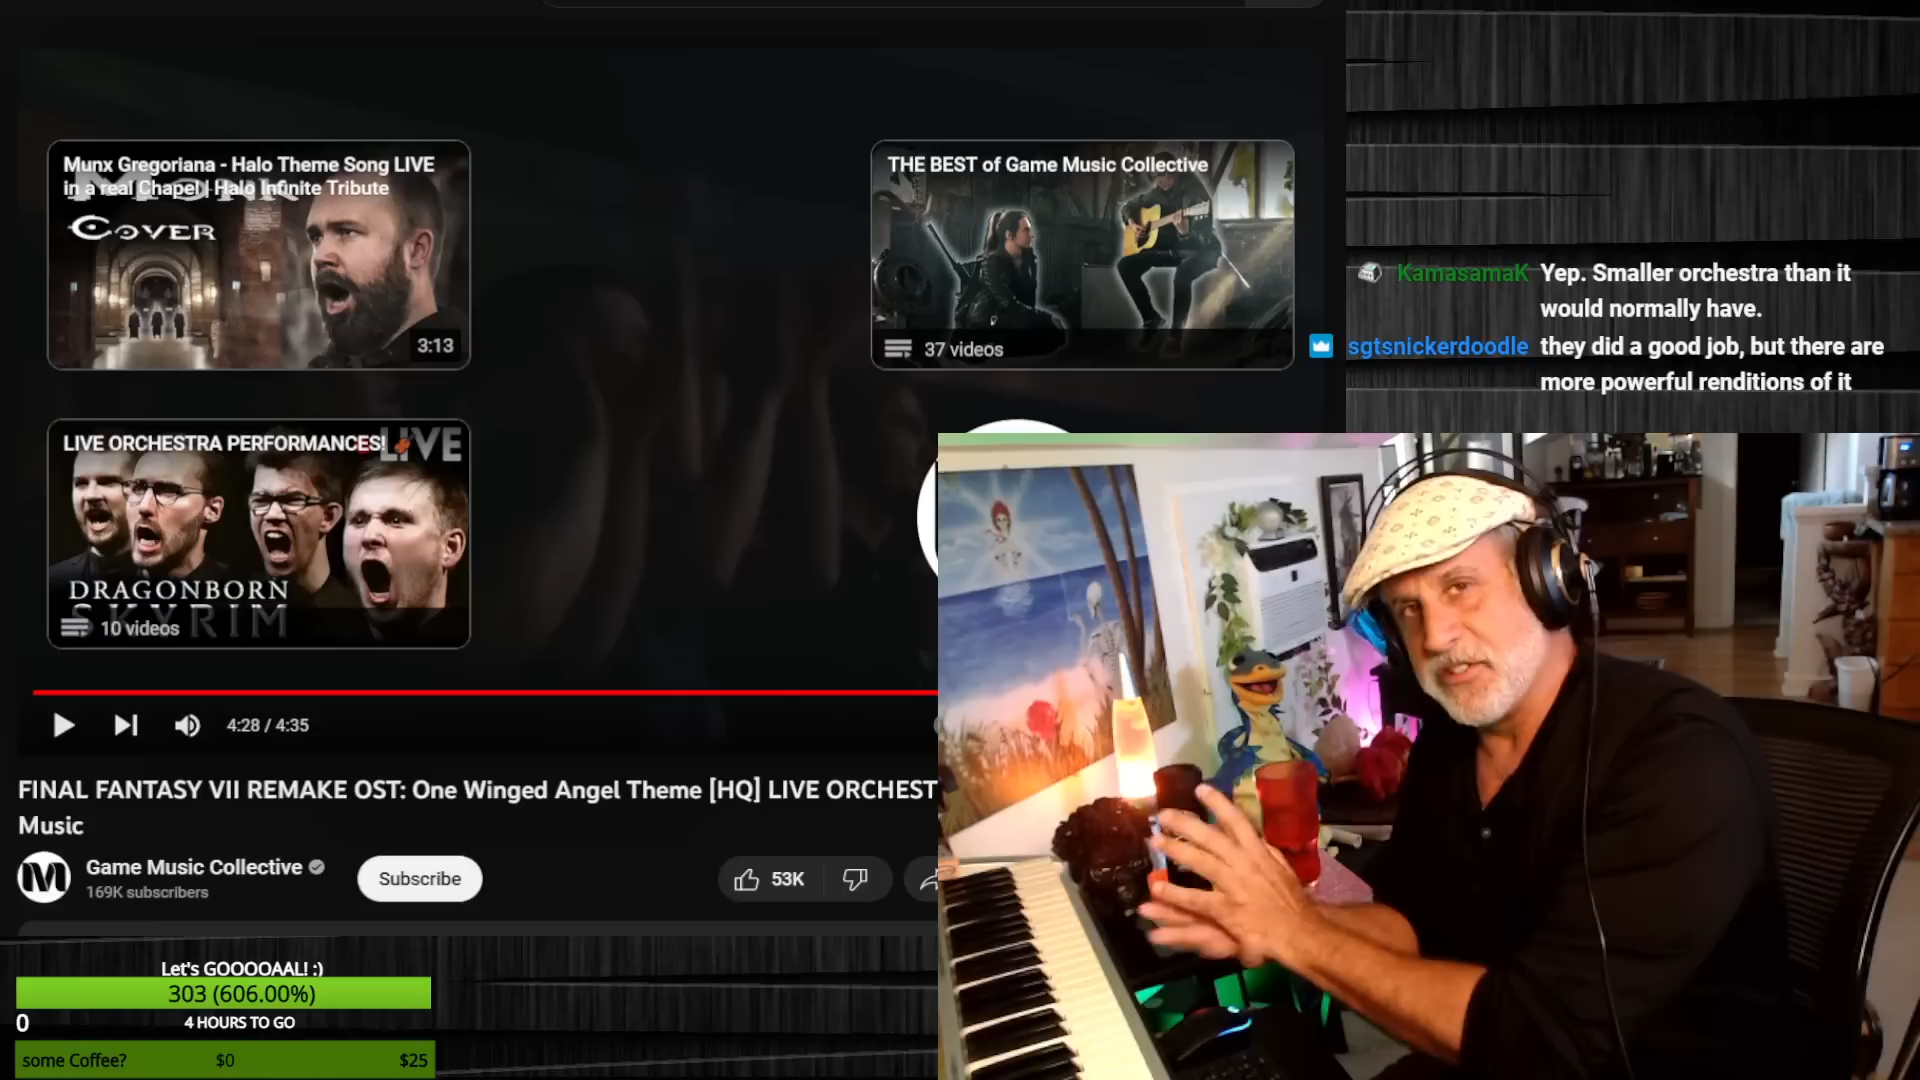 Munx Gregoriana - Halo Theme Song LIVE
in a real Chapel | Halo Infinite Tribute
MONK
COVER
3:13
THE BEST of Game Music Collective
37 videos
LIVE ORCHESTRA PERFORMANCES!
LIVE
DRAGONBORN
SKYRIM
10 videos
KamasamaK Yep. Smaller orchestra than it
would normally have.
sgtsnickerdoodle they did a good job, but there are
more powerful renditions of it
4:28 / 4:35
FINAL FANTASY VII REMAKE OST: One Winged Angel Theme [HQ] LIVE ORCHEST
Music
Game Music Collective
169K subscribers
Subscribe
53K
Let's GOOOOAAL! :)
303 (606.00%)
0
4 HOURS TO GO
some Coffee? $0 $25